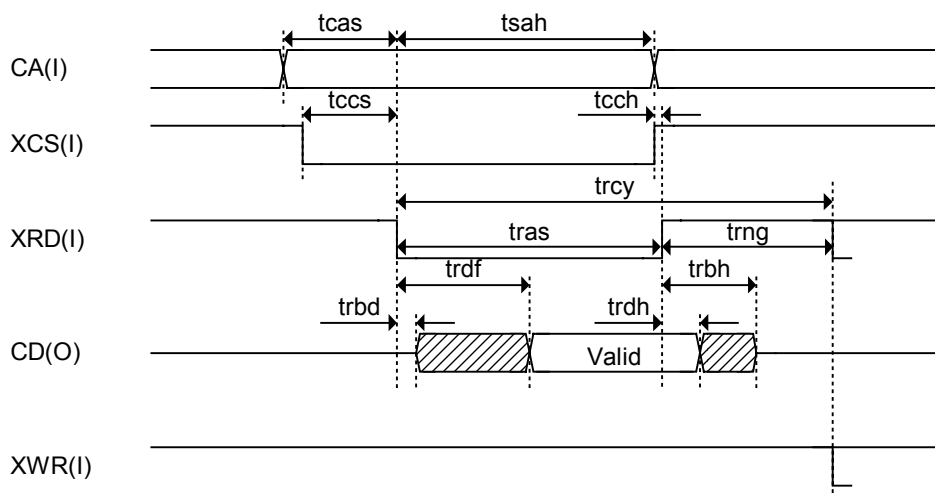 tcas tsah
CA(I)
tccs tcch
XCS(I)
trcy
XRD(I)
tras trng
trdf trbh
trbd trdh
CD(O) Valid
XWR(I)